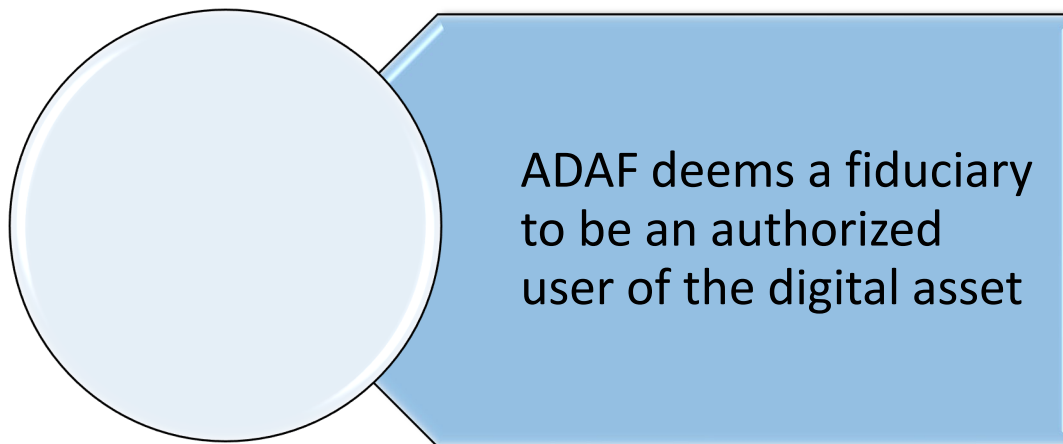 ADAF deems a fiduciary
to be an authorized
user of the digital asset